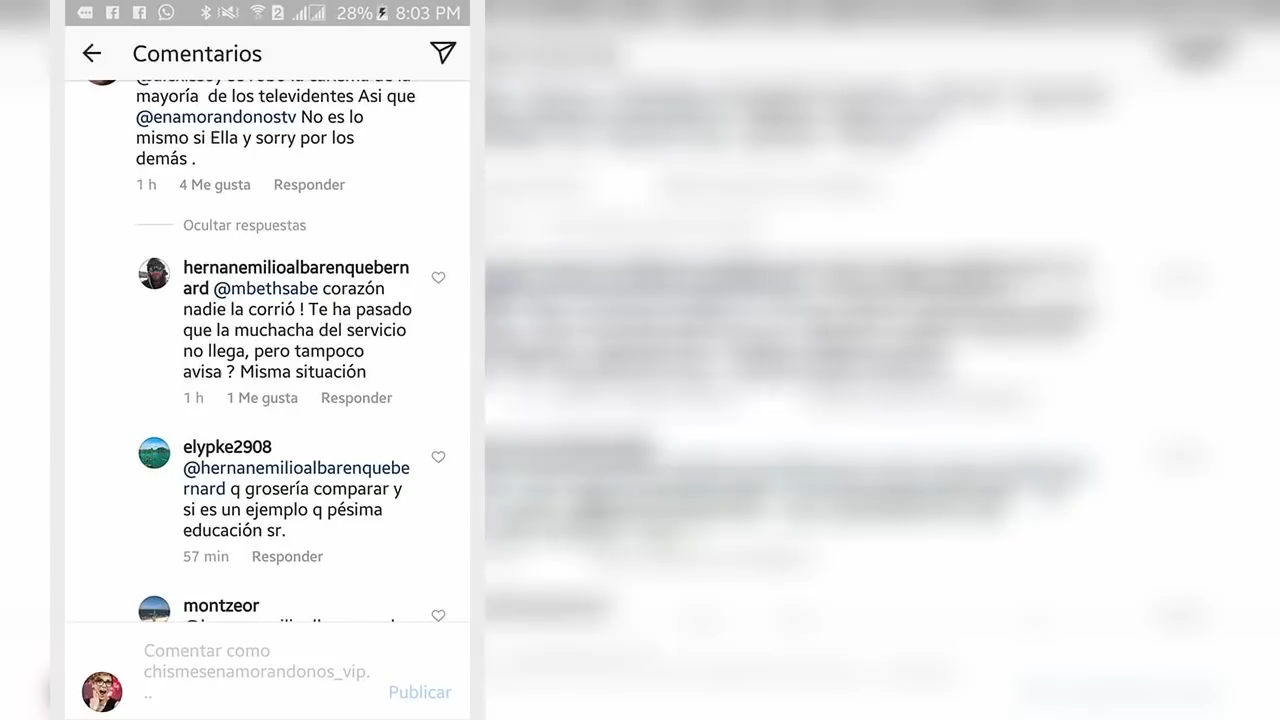 28% 8:03 PM
Comentarios
mayoría de los televidentes Asi que
@enamorandonostv No es lo
mismo si Ella y sorry por los
demás .
1 h 4 Me gusta Responder
Ocultar respuestas
hernanemilioalbarenquebern
ard @mbethsabe corazón
nadie la corrió ! Te ha pasado
que la muchacha del servicio
no llega, pero tampoco
avisa ? Misma situación
1 h 1 Me gusta Responder
elypke2908
@hernanemilioalbarenquebe
rnard q grosería comparar y
si es un ejemplo q pésima
educación sr.
57 min Responder
montzeor
Comentar como
chismesenamorandonos_vip.
..
Publicar